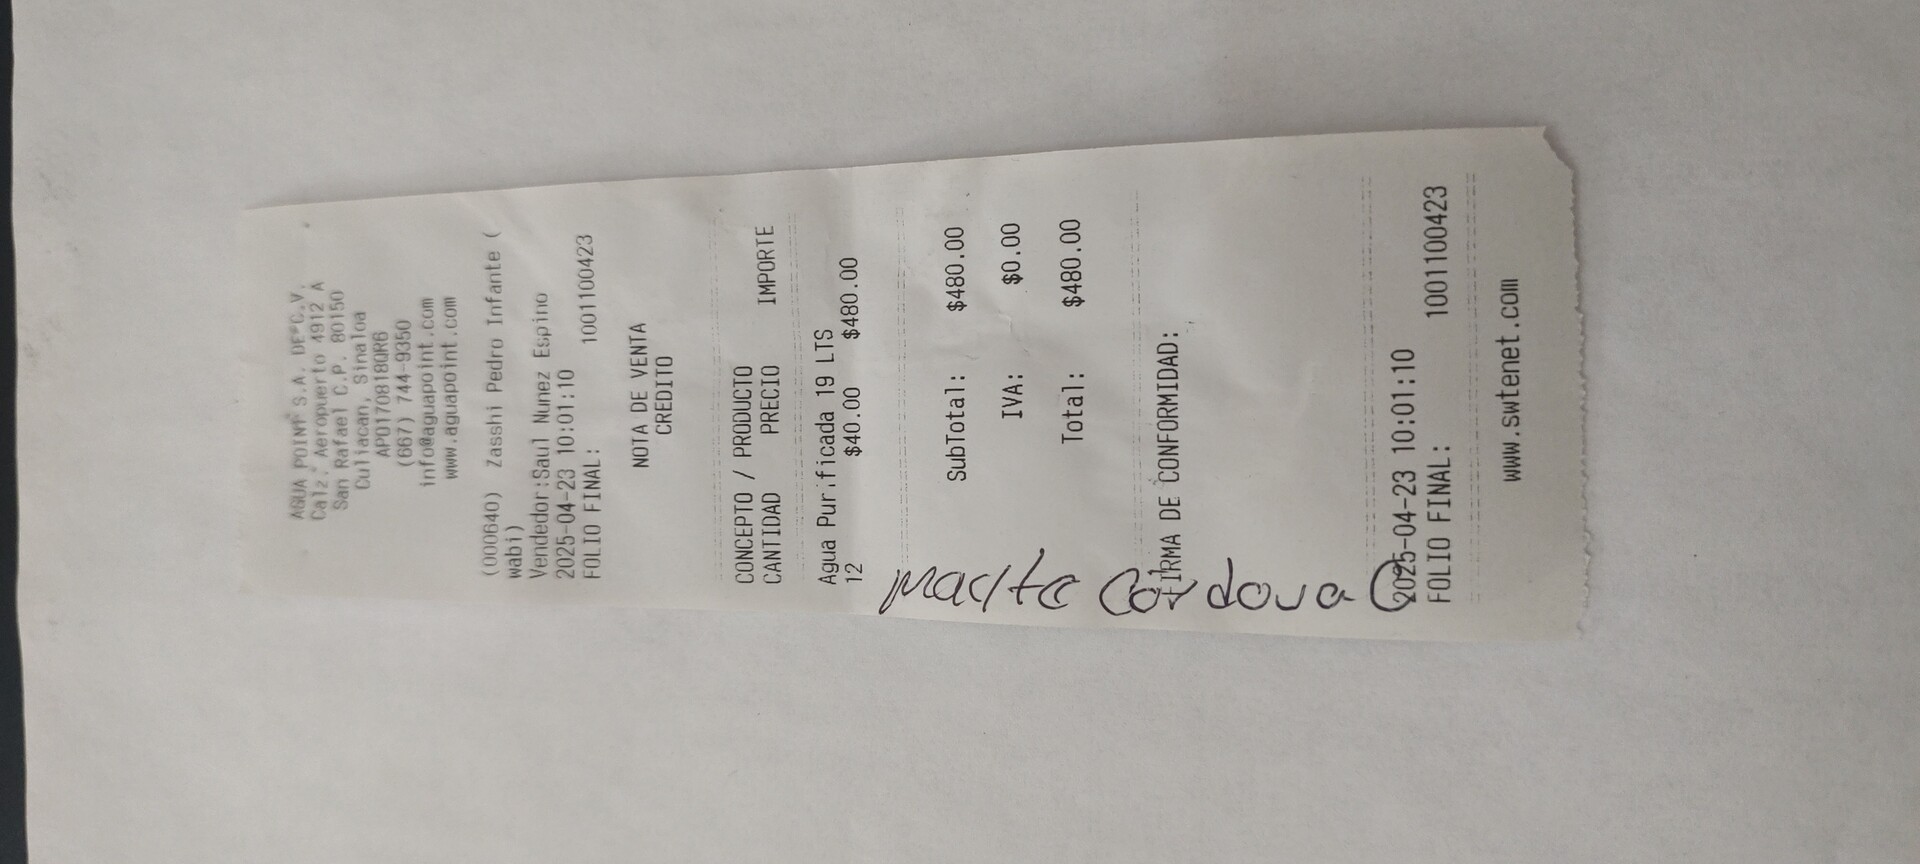 AGUA POINT S.A. DE C.V.
Calz. Aeropuerto 4912 A
San Rafael C.P. 80150
Culiacan, Sinaloa
APO170818QR6
(667) 744-9350
info@aguapoint.com
www.aguapoint.com
(000640) Zasshi Pedro Infante (
wabi)
Vendedor:Saul Nunez Espino
2025-04-23 10:01:10
FOLIO FINAL: 1001100423
NOTA DE VENTA
CREDITO
CONCEPTO / PRODUCTO
CANTIDAD PRECIO IMPORTE
Agua Purificada 19 LTS
12 $40.00 $480.00
SubTotal: $480.00
IVA: $0.00
Total: $480.00
FIRMA DE CONFORMIDAD:
Cordova
2025-04-23 10:01:10
FOLIO FINAL: 1001100423
www.swtenet.com